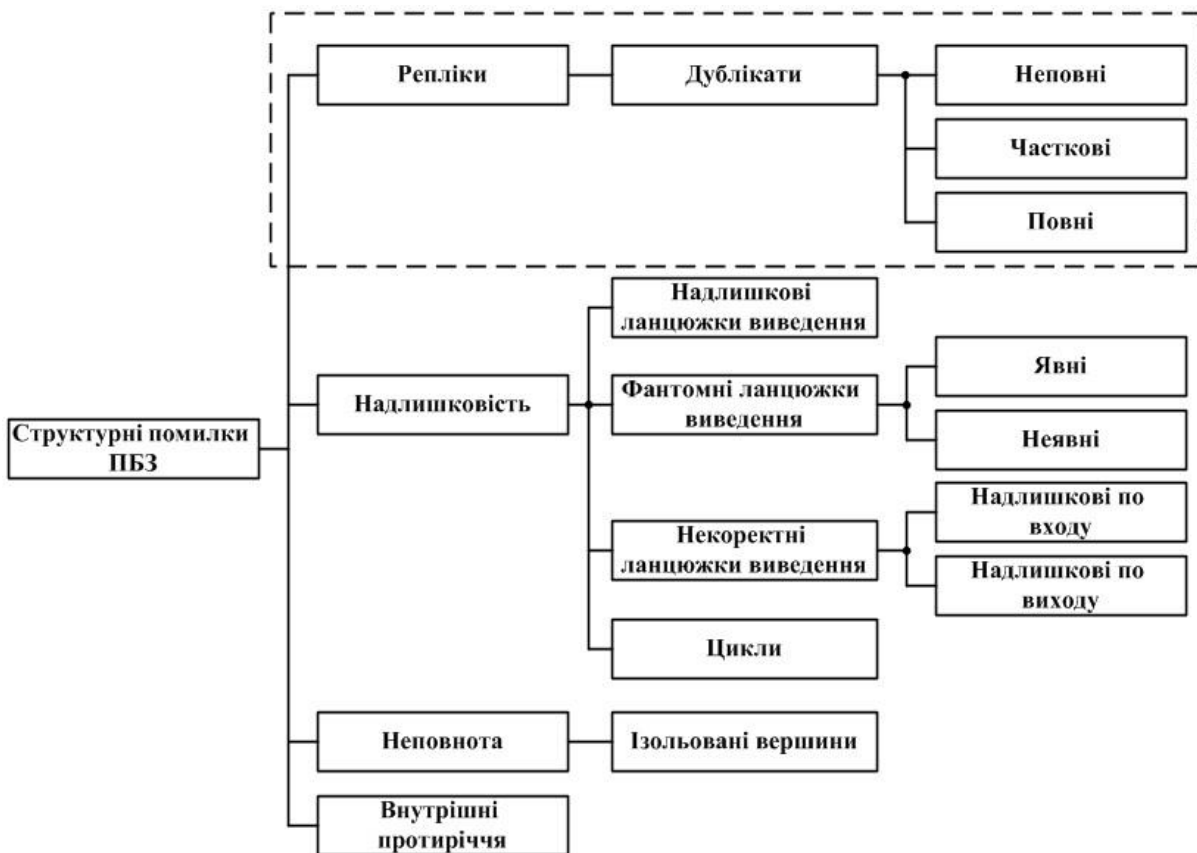 Репліки
Дублікати
Неповні
Часткові
Повні
Надлишкові
ланцюжки виведення
Явні
Надлишковість
Фантомні ланцюжки
виведення
Неявні
Структурні помилки
ПБЗ
Надлишкові по
входу
Некоректні
ланцюжки виведення
Надлишкові по
виходу
Цикли
Неповнота
Ізольовані вершини
Внутрішні
протиріччя